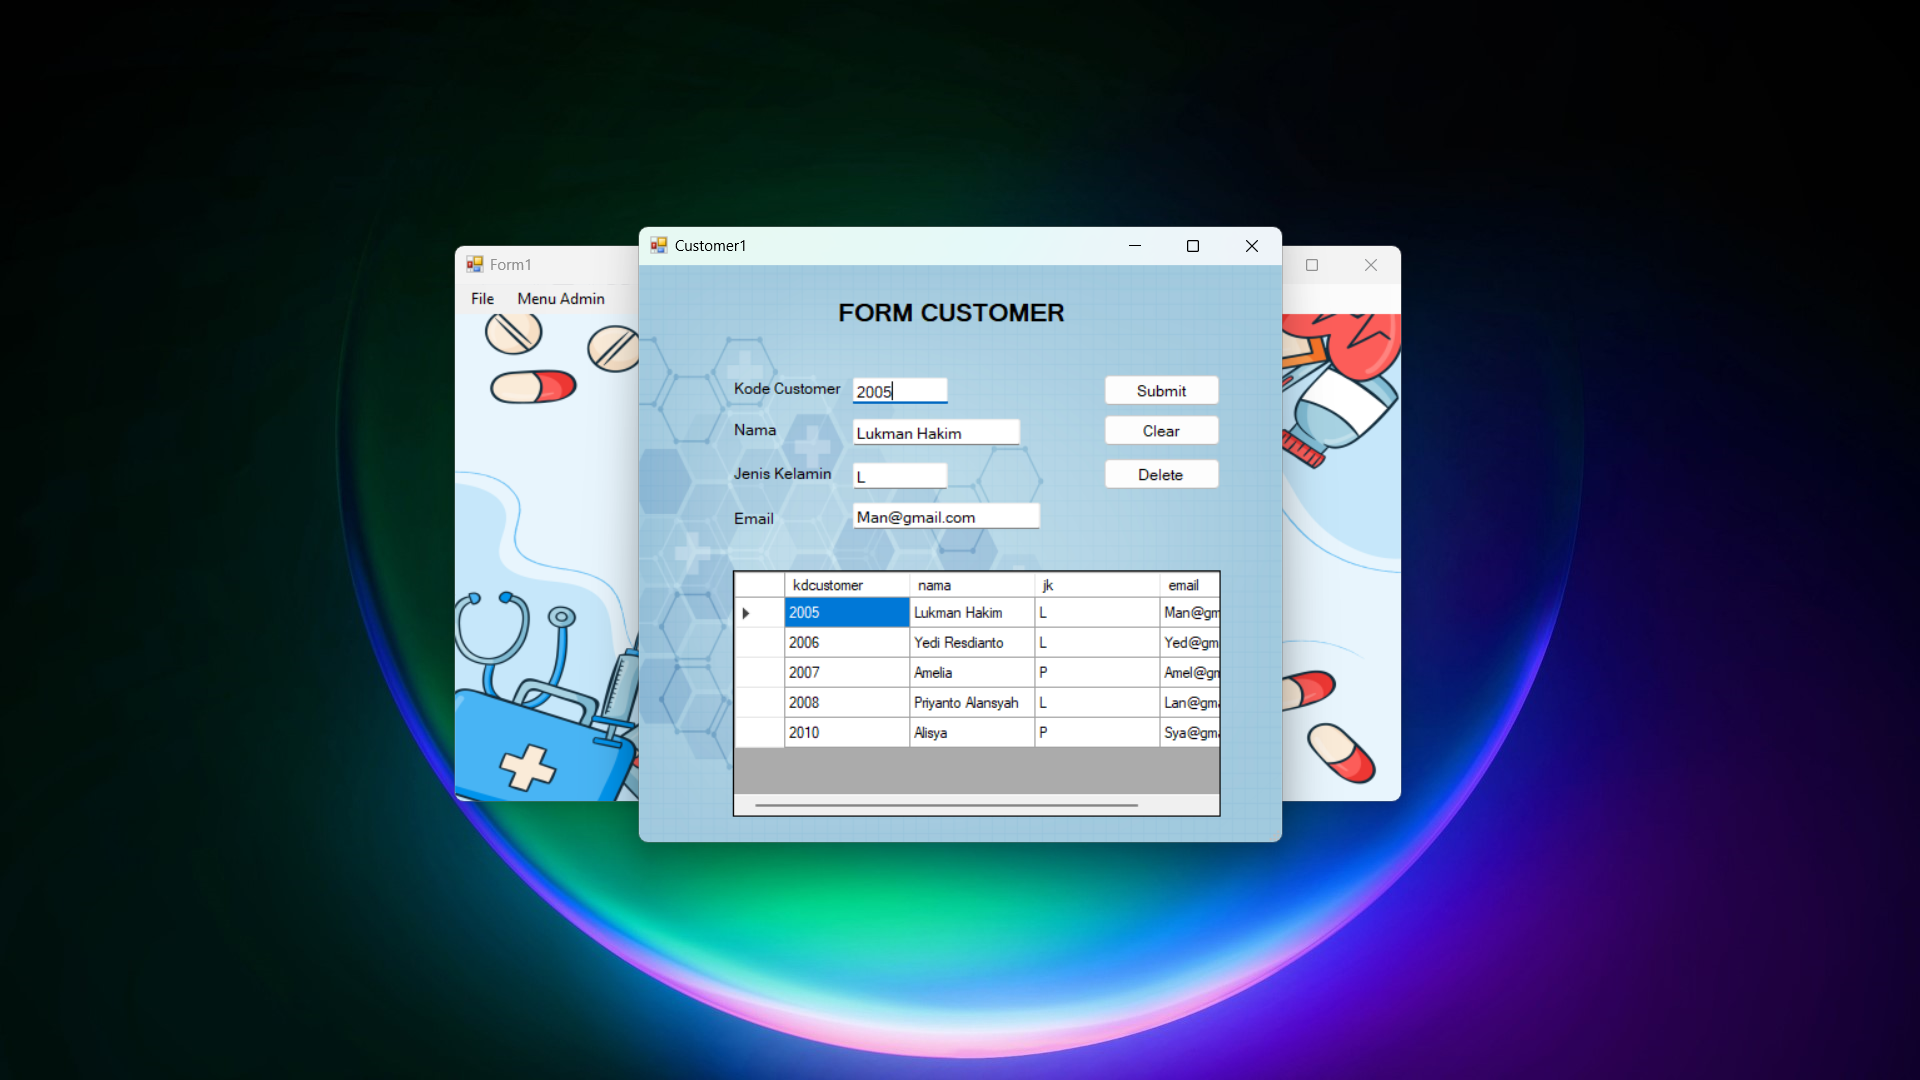 Customer1
Form1
File Menu Admin
FORM CUSTOMER
Kode Customer 2005 Submit
Nama Lukman Hakim Clear
Jenis Kelamin L Delete
Email Man@gmail.com
kdcustomer nama jk email
2005 Lukman Hakim L Man@gm
2006 Yedi Resdianto L Yed@gm
2007 Amelia P Amel@gm
2008 Priyanto Alansyah L Lan@gma
2010 Alisya P Sya@gma